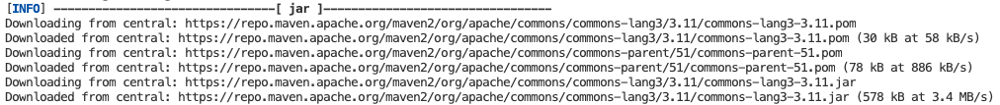 [INFO] --------------------------------[ jar ]---------------------------------
Downloading from central: https://repo.maven.apache.org/maven2/org/apache/commons/commons-lang3/3.11/commons-lang3-3.11.pom
Downloaded from central: https://repo.maven.apache.org/maven2/org/apache/commons/commons-lang3/3.11/commons-lang3-3.11.pom (30 kB at 58 kB/s)
Downloading from central: https://repo.maven.apache.org/maven2/org/apache/commons/commons-parent/51/commons-parent-51.pom
Downloaded from central: https://repo.maven.apache.org/maven2/org/apache/commons/commons-parent/51/commons-parent-51.pom (78 kB at 886 kB/s)
Downloading from central: https://repo.maven.apache.org/maven2/org/apache/commons/commons-lang3/3.11/commons-lang3-3.11.jar
Downloaded from central: https://repo.maven.apache.org/maven2/org/apache/commons/commons-lang3/3.11/commons-lang3-3.11.jar (578 kB at 3.4 MB/s)